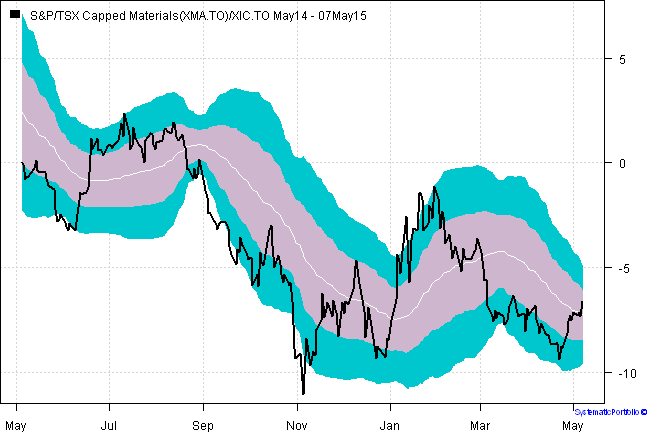 S&P/TSX Capped Materials(XMA.TO)/XIC.TO May14 - 07May15
5
0
-5
-10
May Jul Sep Nov Jan Mar May
SystematicPortfolio ©